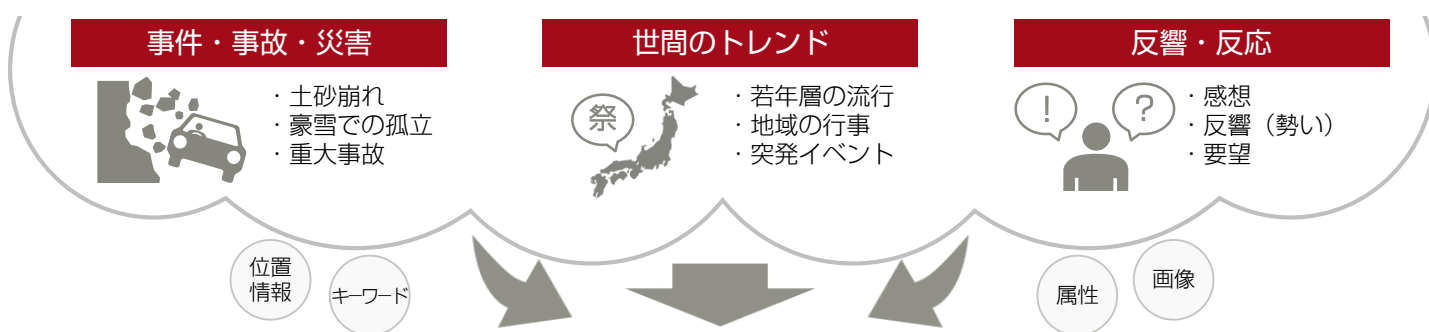 事件・事故・災害
・土砂崩れ
・豪雪での孤立
・重大事故
世間のトレンド
祭
・若年層の流行
・地域の行事
・突発イベント
反響・反応
!
?
・感想
・反響（勢い）
・要望
位置
情報
キーワード
属性
画像